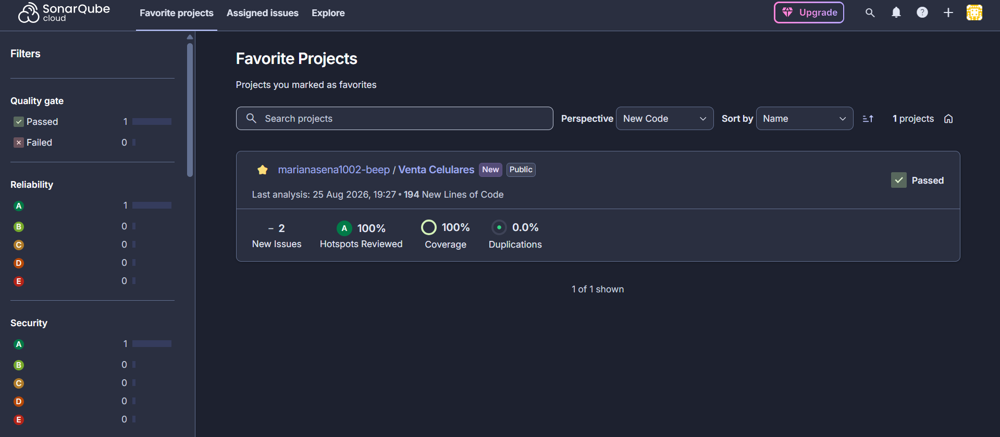 SonarQube
cloud
Favorite projects
Assigned issues
Explore
Upgrade
Filters
Quality gate
Passed 1
Failed 0
Reliability
A 1
B 0
C 0
D 0
E 0
Security
A 1
B 0
C 0
D 0
E 0
Favorite Projects
Projects you marked as favorites
Search projects
Perspective New Code Sort by Name 1 projects
marianasena1002-beep / Venta Celulares New Public
Passed
Last analysis: 25 Aug 2026, 19:27 • 194 New Lines of Code
– 2
New Issues
A 100%
Hotspots Reviewed
100%
Coverage
0.0%
Duplications
1 of 1 shown